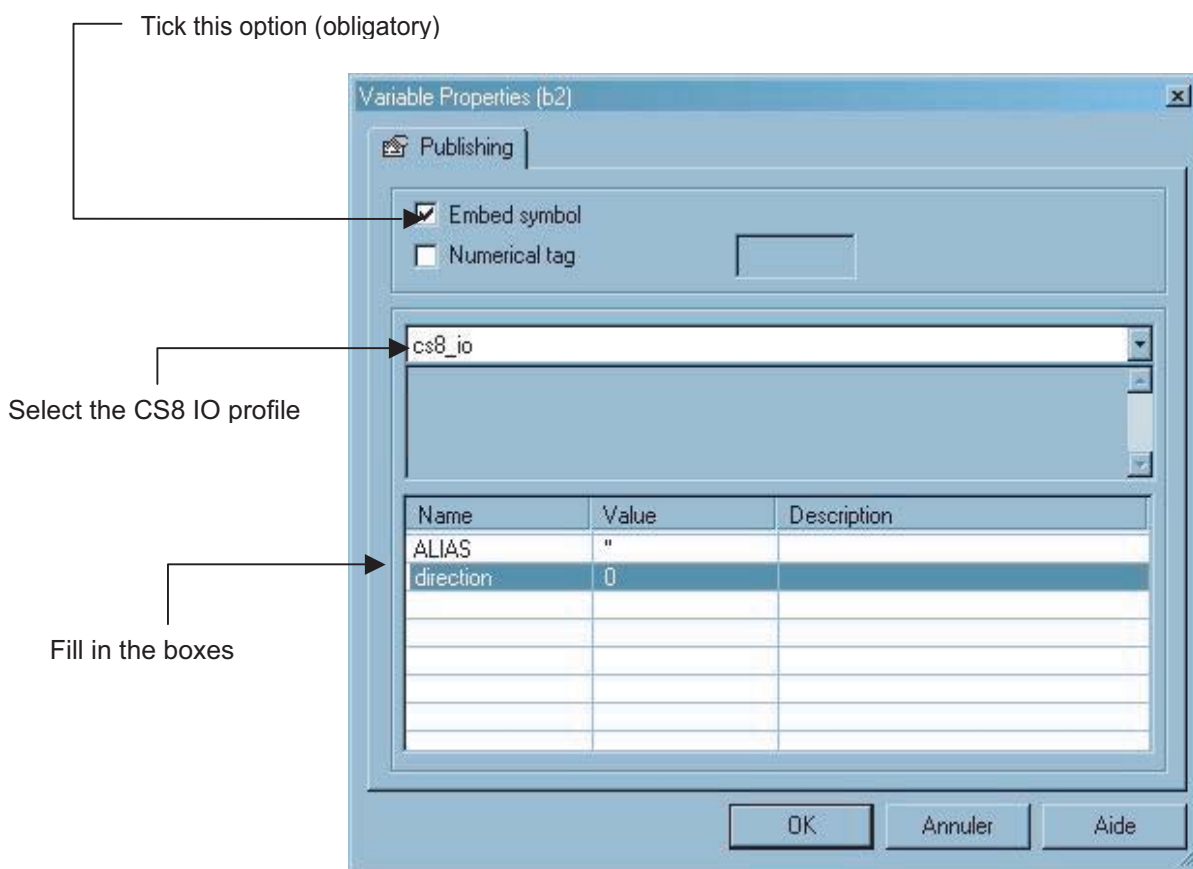 Tick this option (obligatory)
Variable Properties (b2)
Publishing
Embed symbol
Numerical tag
cs8_io
Select the CS8 IO profile
Name Value Description
ALIAS "
direction 0
Fill in the boxes
OK Annuler Aide